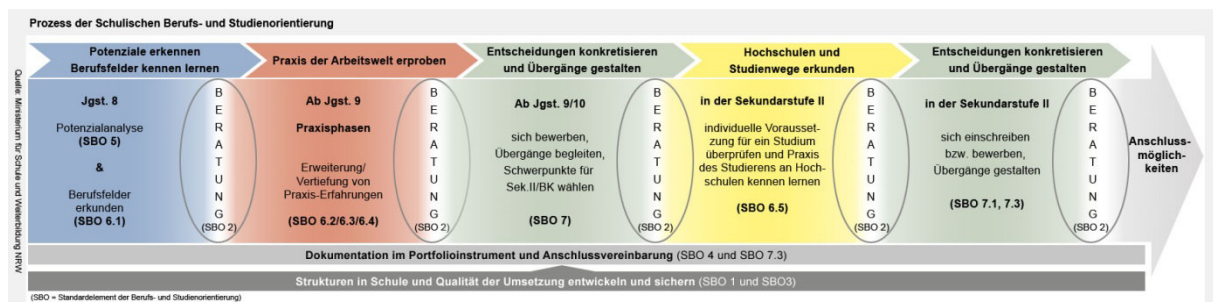 Prozess der Schulischen Berufs- und Studienorientierung
Quelle: Ministerium für Schule und Weiterbildung NRW
Potenziale erkennen
Berufsfelder kennen lernen
Jgst. 8
Potenzialanalyse
(SBO 5)
&
Berufsfelder
erkunden
(SBO 6.1)
BERATUNG
(SBO 2)
Praxis der Arbeitswelt erproben
Ab Jgst. 9
Praxisphasen
Erweiterung/
Vertiefung von
Praxis-Erfahrungen
(SBO 6.2/6.3/6.4)
BERATUNG
(SBO 2)
Entscheidungen konkretisieren
und Übergänge gestalten
Ab Jgst. 9/10
sich bewerben,
Übergänge begleiten,
Schwerpunkte für
Sek.II/BK wählen
(SBO 7)
BERATUNG
(SBO 2)
Hochschulen und
Studienwege erkunden
in der Sekundarstufe II
individuelle Vorausset-
zung für ein Studium
überprüfen und Praxis
des Studierens an Hoch-
schulen kennen lernen
(SBO 6.5)
BERATUNG
(SBO 2)
Entscheidungen konkretisieren
und Übergänge gestalten
in der Sekundarstufe II
sich einschreiben
bzw. bewerben,
Übergänge gestalten
(SBO 7.1, 7.3)
BERATUNG
(SBO 2)
Anschluss-
möglich-
keiten
Dokumentation im Portfolioinstrument und Anschlussvereinbarung (SBO 4 und SBO 7.3)
Strukturen in Schule und Qualität der Umsetzung entwickeln und sichern (SBO 1 und SBO3)
(SBO = Standardelement der Berufs- und Studienorientierung)